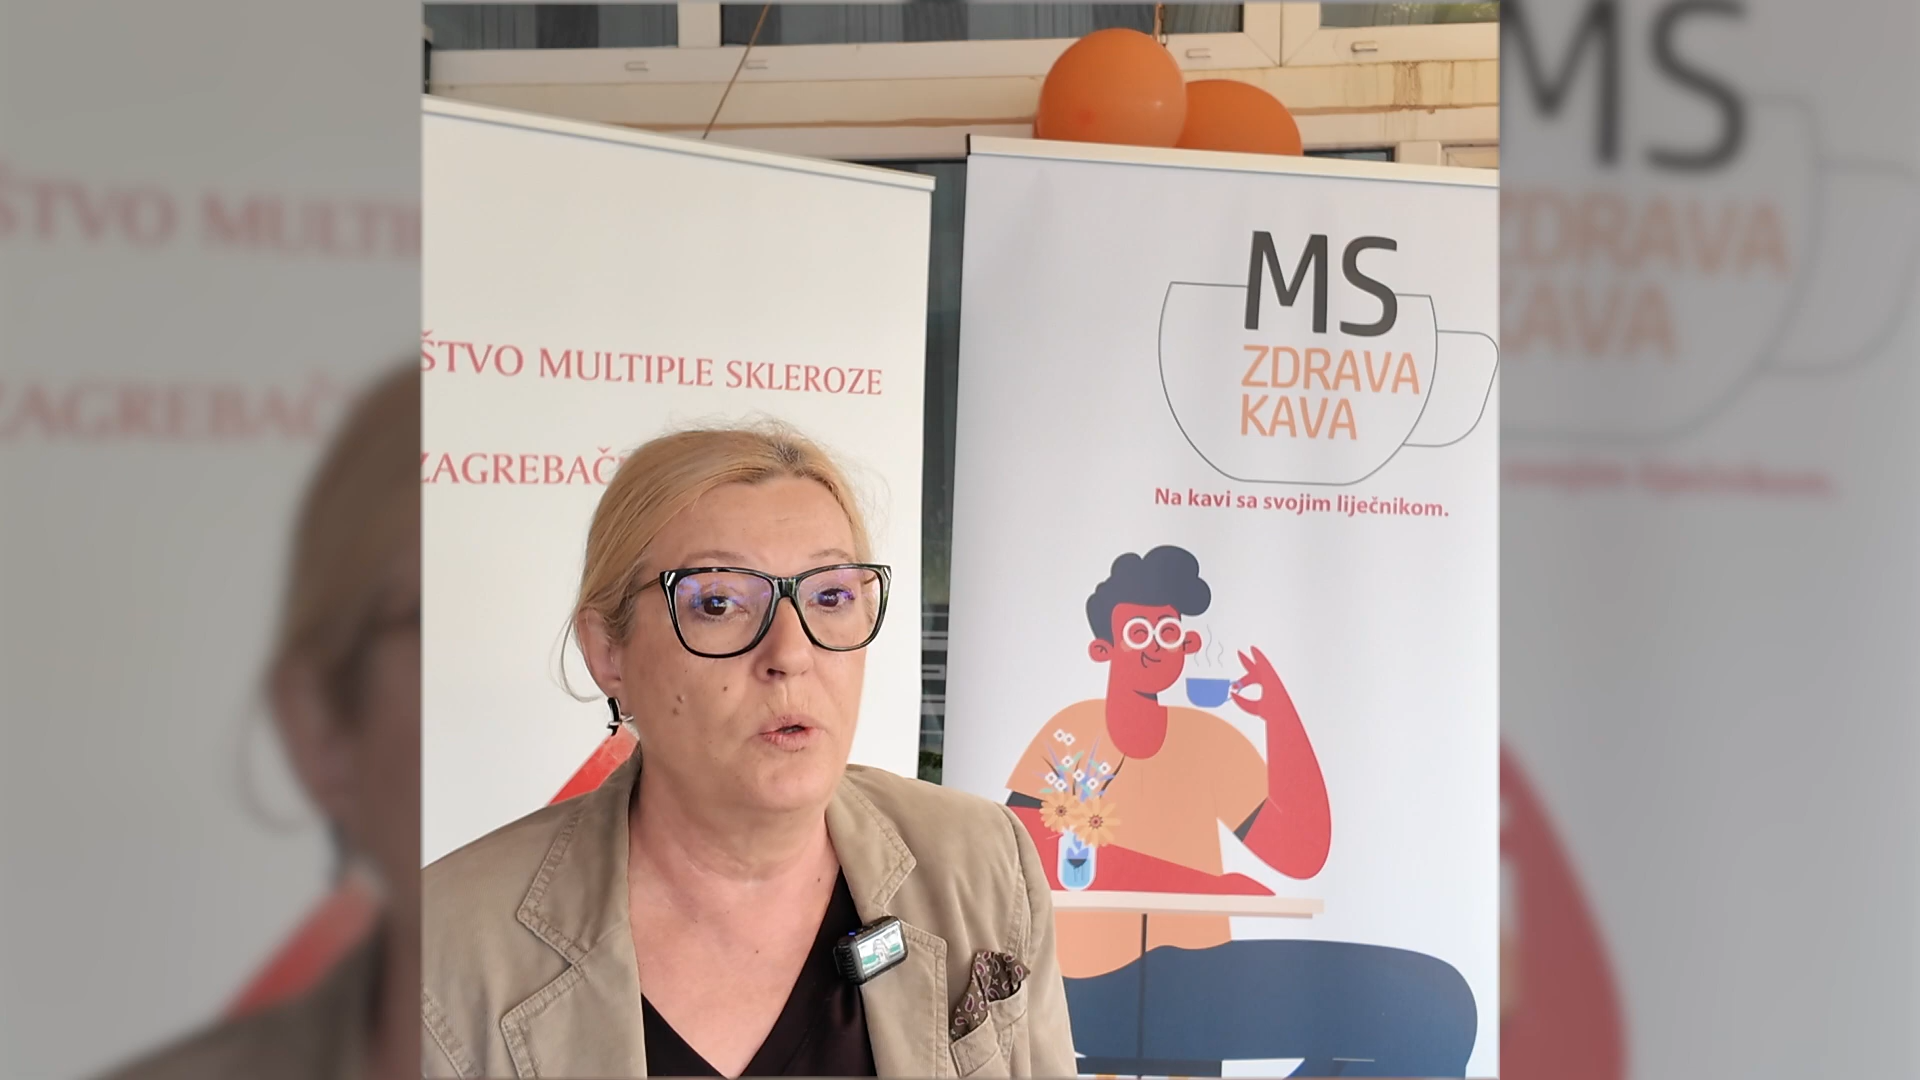 ŠTVO MULTIPLE SKLEROZE
ZAGREBAČ
MS
ZDRAVA
KAVA
Na kavi sa svojim liječnikom.